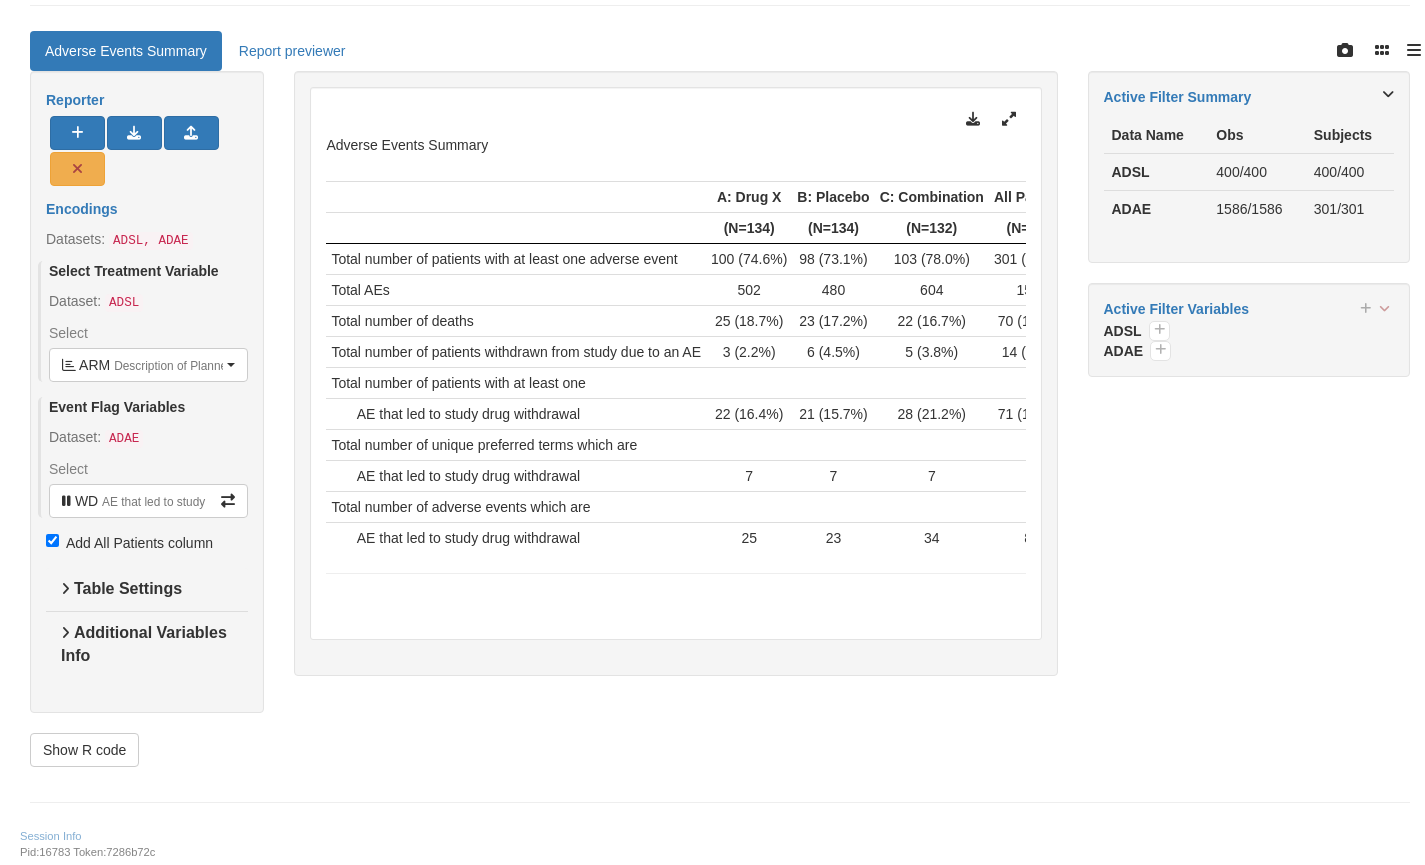 Adverse Events Summary Report previewer
Reporter
Encodings
Datasets: ADSL, ADAE
Select Treatment Variable
Dataset: ADSL
Select
ARM Description of Planne
Event Flag Variables
Dataset: ADAE
Select
WD AE that led to study
Add All Patients column
Table Settings
Additional Variables
Info
Show R code
Adverse Events Summary
A: Drug X B: Placebo C: Combination All Pa
(N=134) (N=134) (N=132) (N=
Total number of patients with at least one adverse event 100 (74.6%) 98 (73.1%) 103 (78.0%) 301 (
Total AEs 502 480 604 15
Total number of deaths 25 (18.7%) 23 (17.2%) 22 (16.7%) 70 (1
Total number of patients withdrawn from study due to an AE 3 (2.2%) 6 (4.5%) 5 (3.8%) 14 (
Total number of patients with at least one
AE that led to study drug withdrawal 22 (16.4%) 21 (15.7%) 28 (21.2%) 71 (1
Total number of unique preferred terms which are
AE that led to study drug withdrawal 7 7 7
Total number of adverse events which are
AE that led to study drug withdrawal 25 23 34
Active Filter Summary
Data Name Obs Subjects
ADSL 400/400 400/400
ADAE 1586/1586 301/301
Active Filter Variables
ADSL
ADAE
Session Info
Pid:16783 Token:7286b72c